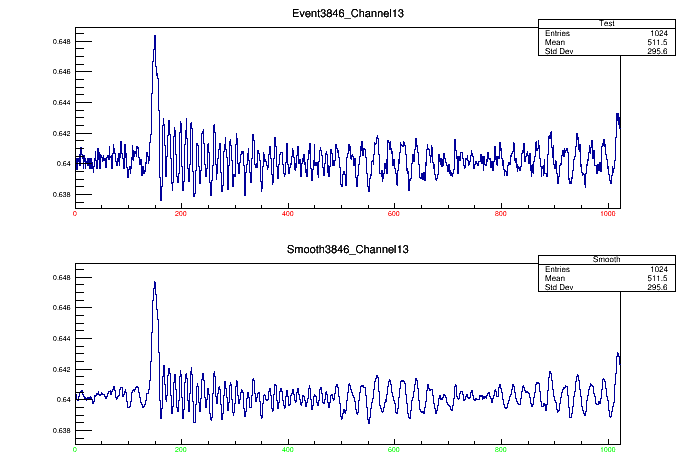 Event3846_Channel13
Test
Entries 1024
Mean 511.5
Std Dev 295.6
0.648
0.646
0.644
0.642
0.64
0.638
0 200 400 600 800 1000
Smooth3846_Channel13
Smooth
Entries 1024
Mean 511.5
Std Dev 295.6
0.648
0.646
0.644
0.642
0.64
0.638
0 200 400 600 800 1000